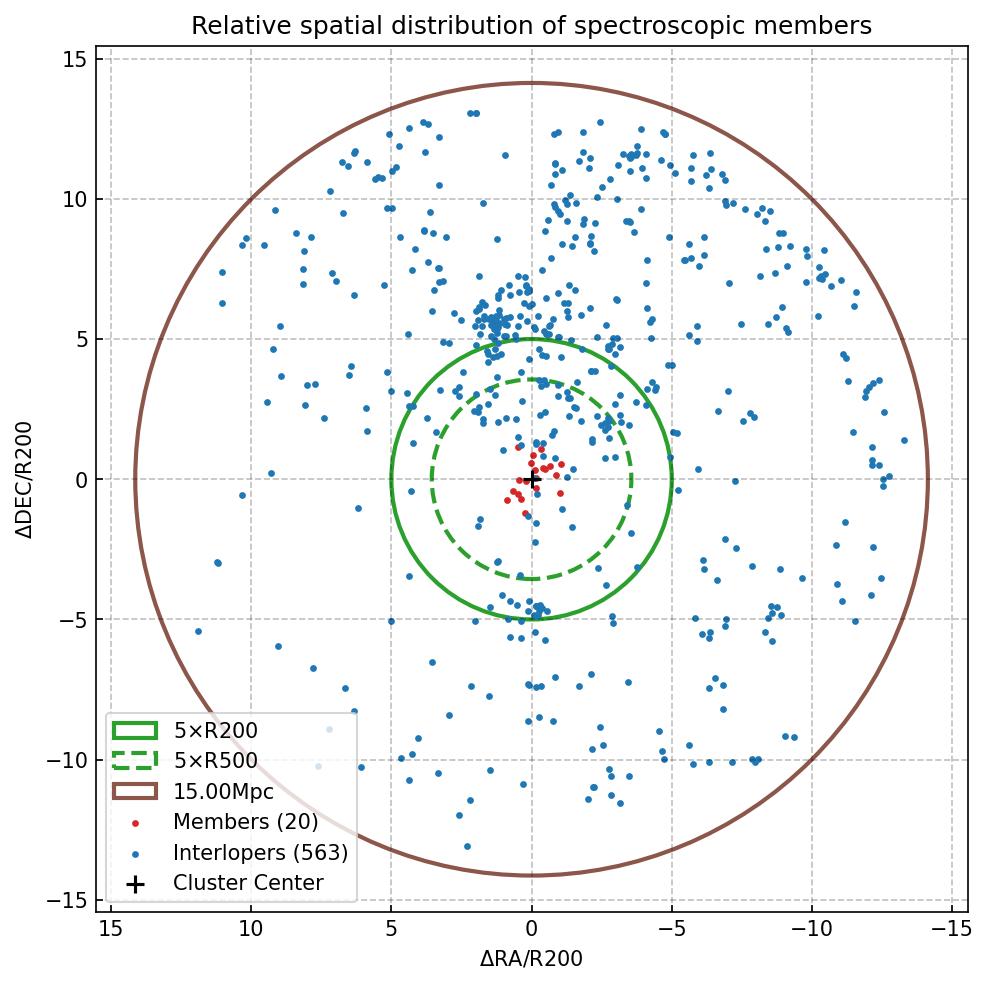 Relative spatial distribution of spectroscopic members
15
10
5
0
−5
−10
−15
ΔDEC/R200
5×R200
5×R500
15.00Mpc
Members (20)
Interlopers (563)
Cluster Center
15 10 5 0 −5 −10 −15
ΔRA/R200